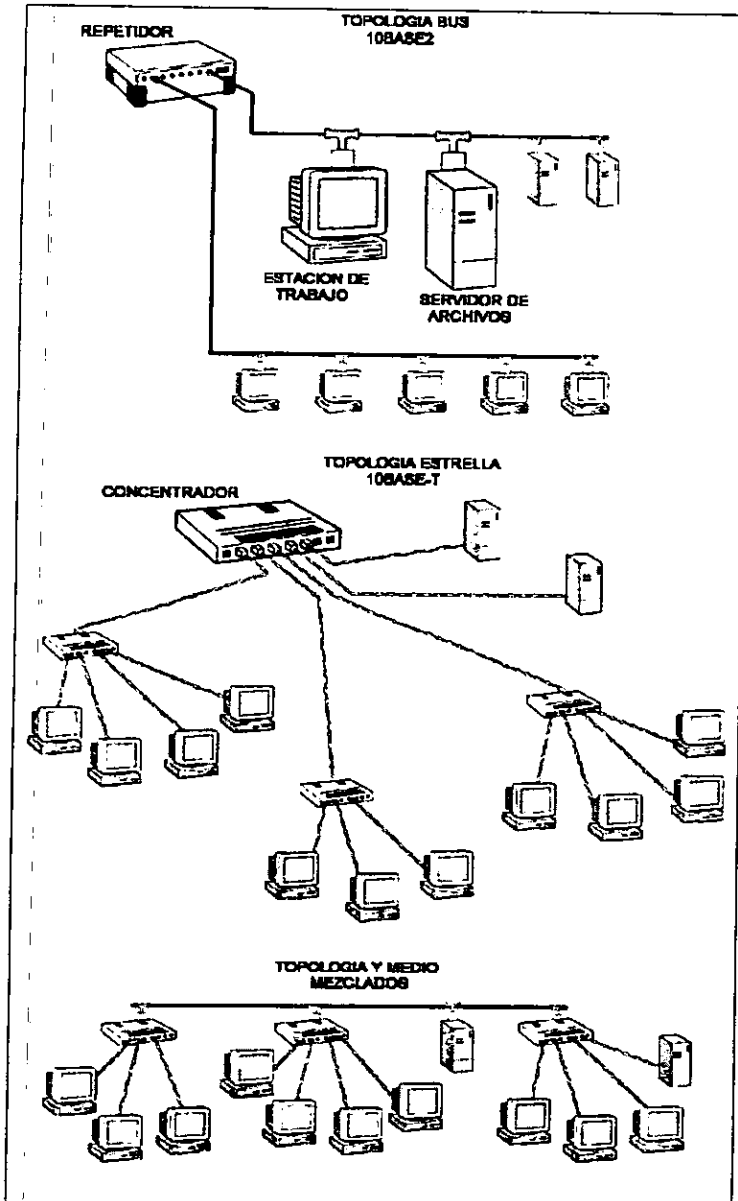 TOPOLOGIA BUS
10BASE2
REPETIDOR
ESTACION DE
TRABAJO
SERVIDOR DE
ARCHIVOS
TOPOLOGIA ESTRELLA
10BASE-T
CONCENTRADOR
TOPOLOGIA Y MEDIO
MEZCLADOS